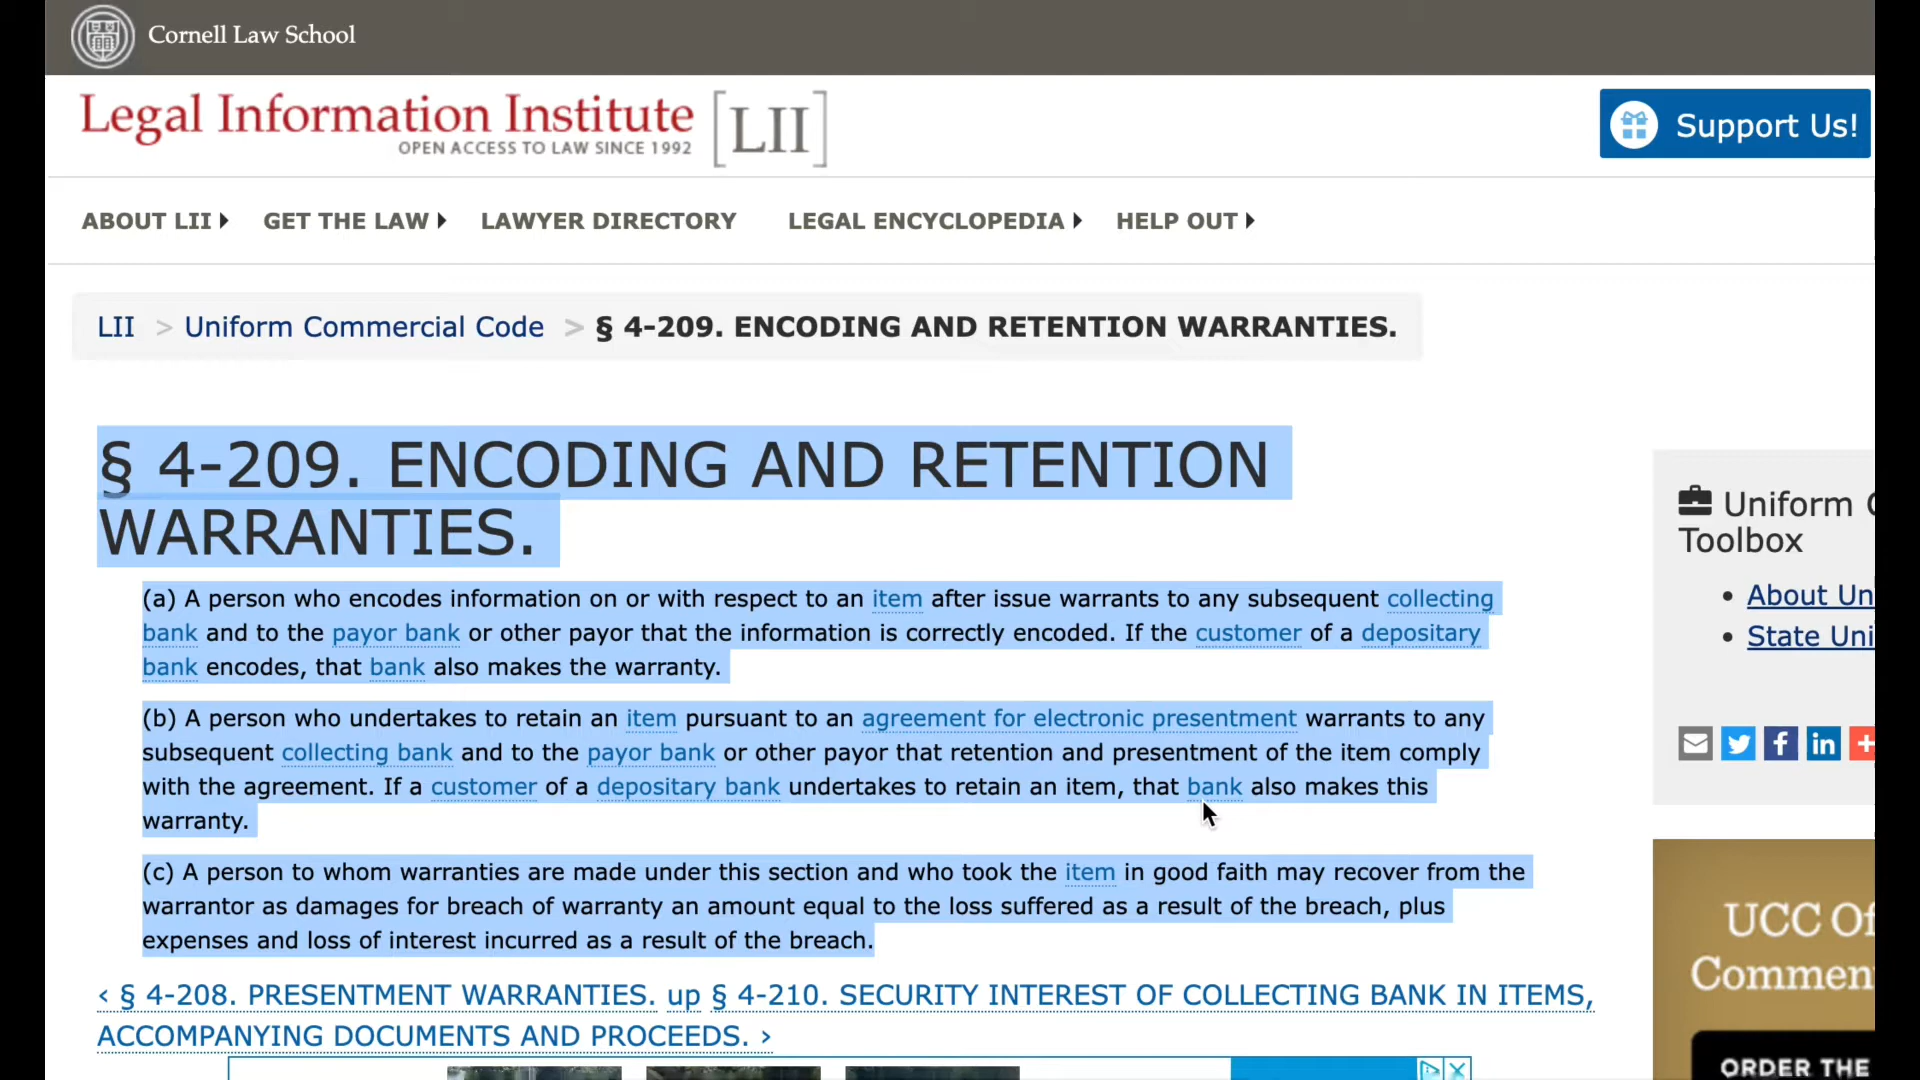 Cornell Law School
Legal Information Institute [LII]
OPEN ACCESS TO LAW SINCE 1992
Support Us!
ABOUT LII GET THE LAW LAWYER DIRECTORY LEGAL ENCYCLOPEDIA HELP OUT
LII > Uniform Commercial Code > § 4-209. ENCODING AND RETENTION WARRANTIES.
§ 4-209. ENCODING AND RETENTION
WARRANTIES.
(a) A person who encodes information on or with respect to an item after issue warrants to any subsequent collecting
bank and to the payor bank or other payor that the information is correctly encoded. If the customer of a depositary
bank encodes, that bank also makes the warranty.
(b) A person who undertakes to retain an item pursuant to an agreement for electronic presentment warrants to any
subsequent collecting bank and to the payor bank or other payor that retention and presentment of the item comply
with the agreement. If a customer of a depositary bank undertakes to retain an item, that bank also makes this
warranty.
(c) A person to whom warranties are made under this section and who took the item in good faith may recover from the
warrantor as damages for breach of warranty an amount equal to the loss suffered as a result of the breach, plus
expenses and loss of interest incurred as a result of the breach.
‹ § 4-208. PRESENTMENT WARRANTIES. up § 4-210. SECURITY INTEREST OF COLLECTING BANK IN ITEMS,
ACCOMPANYING DOCUMENTS AND PROCEEDS. ›
Uniform
Toolbox
• About Un
• State Uni
UCC Of
Commen
ORDER THE